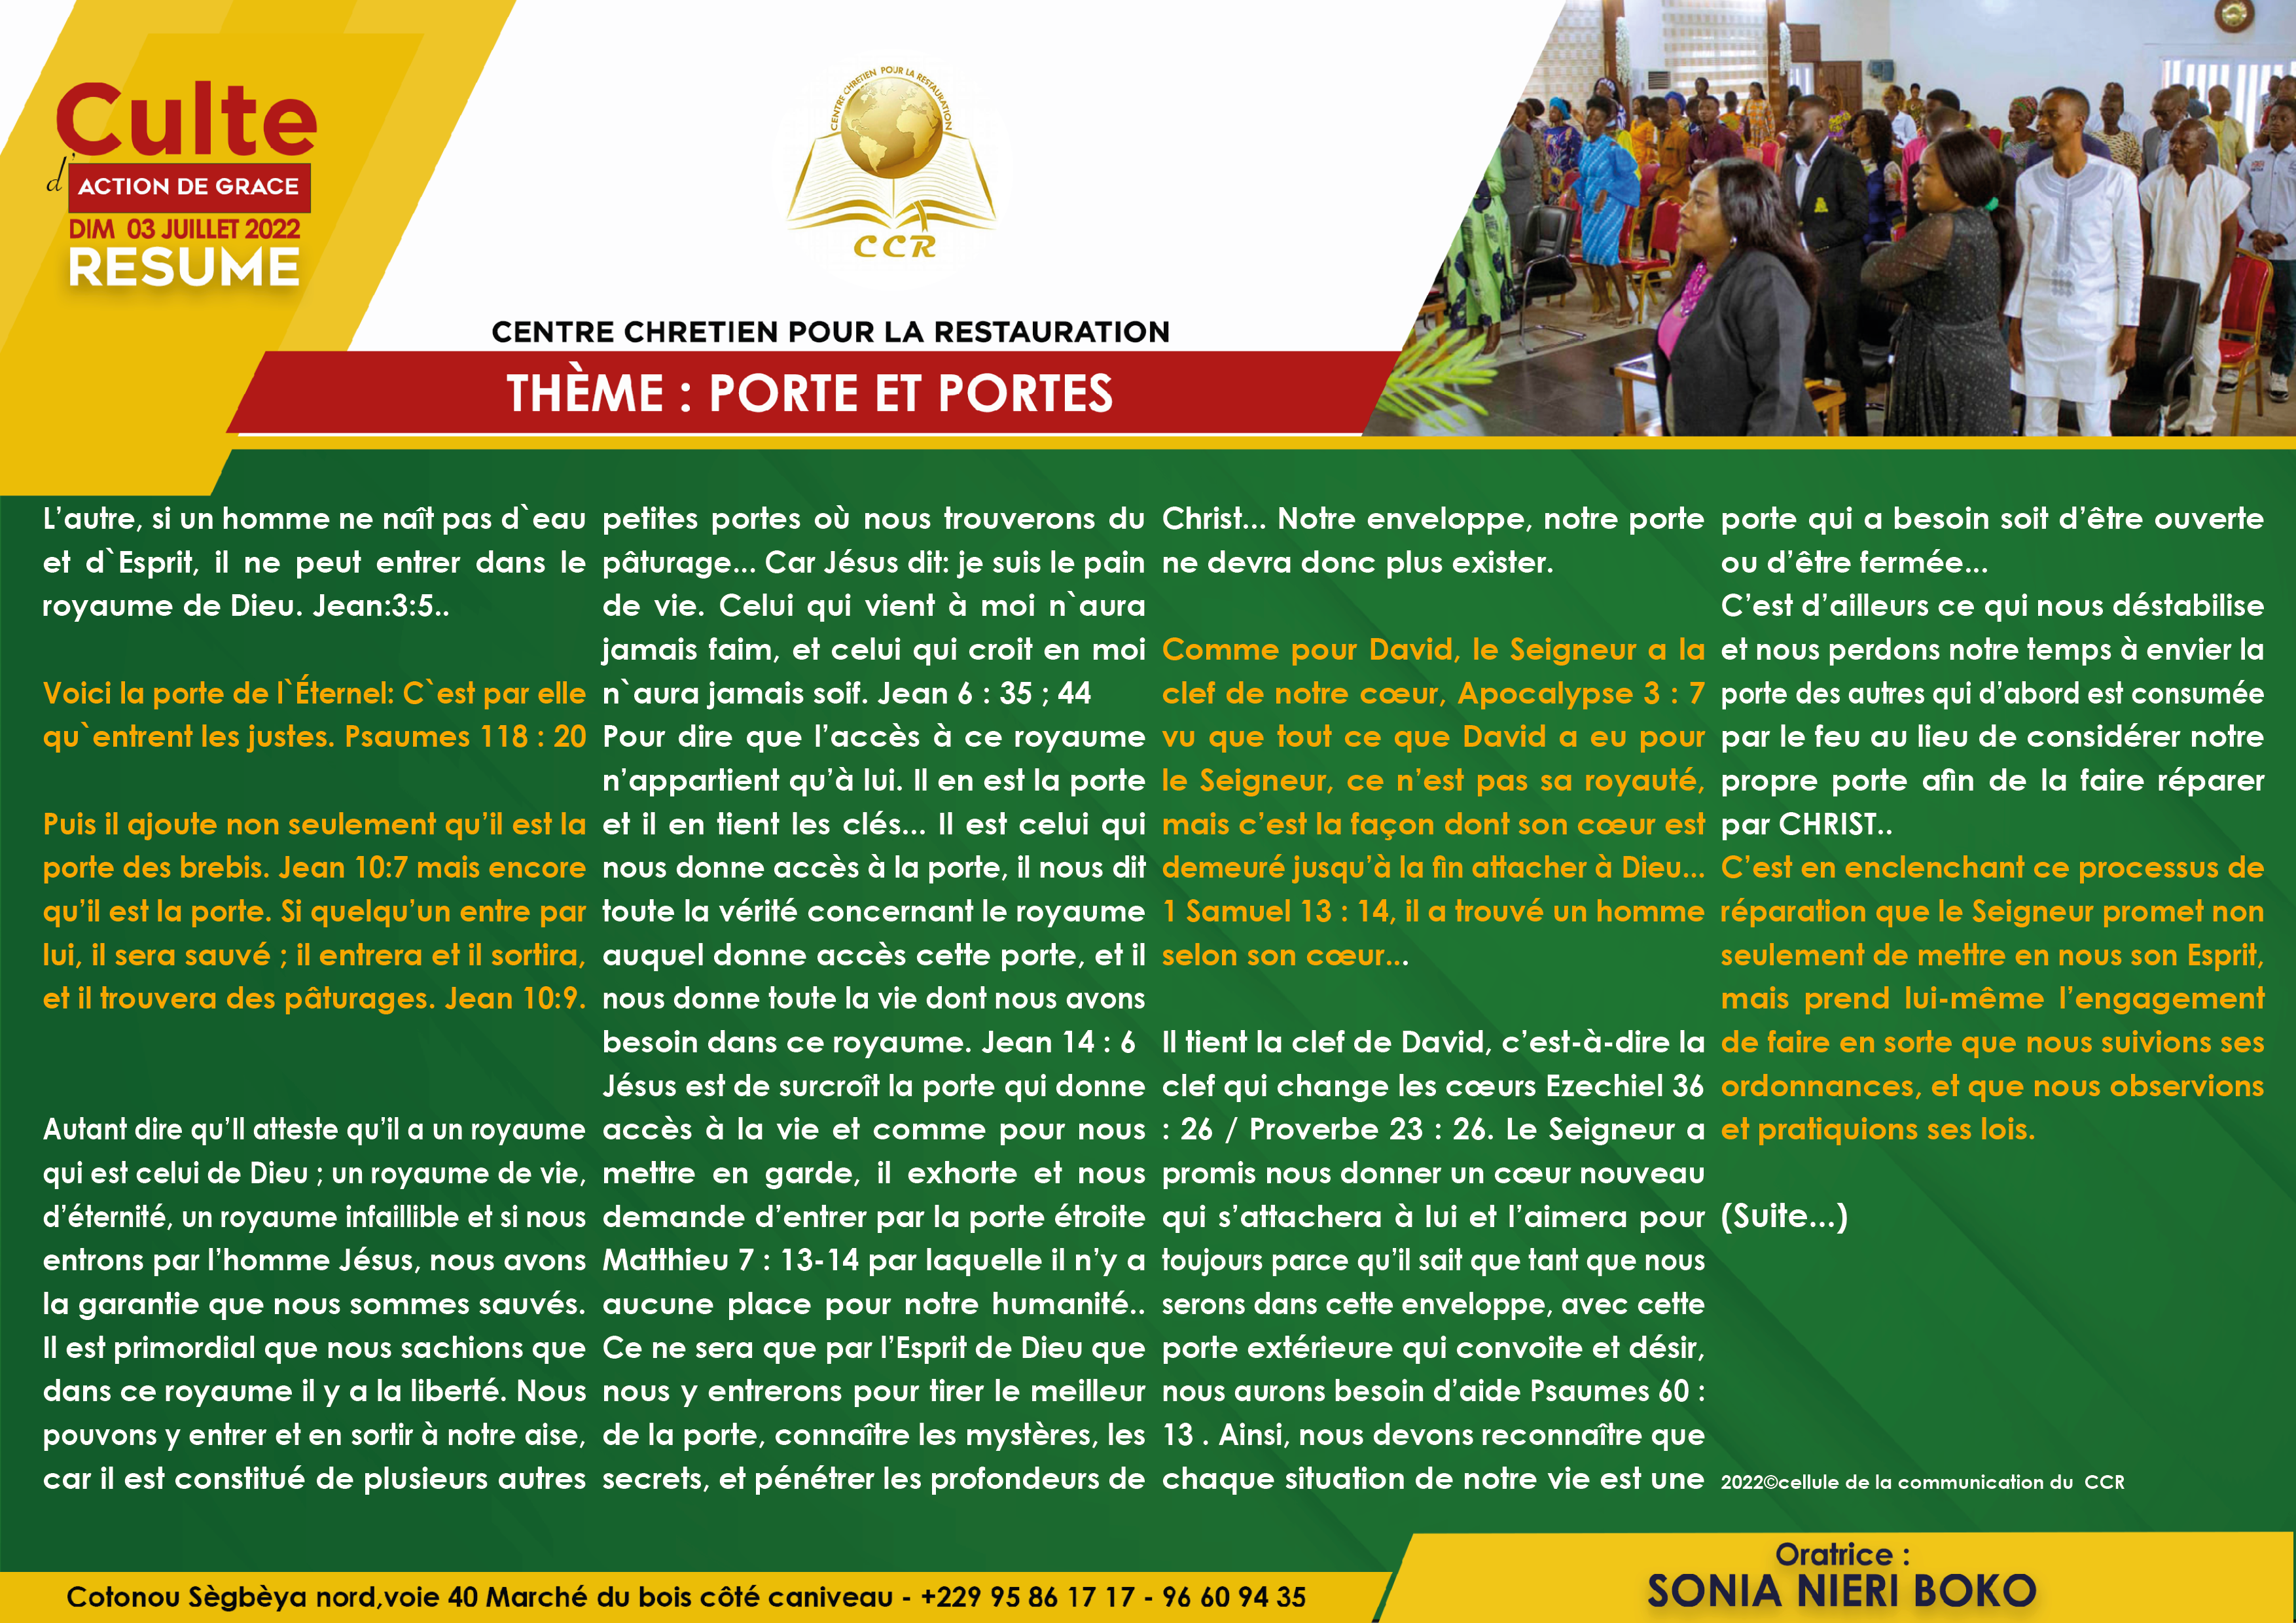 Culte
d'
ACTION DE GRACE
DIM 03 JUILLET 2022
RESUME
CENTRE CHRETIEN POUR LA RESTAURATION
CCR
CENTRE CHRETIEN POUR LA RESTAURATION
THÈME : PORTE ET PORTES
L’autre, si un homme ne naît pas d`eau
et d`Esprit, il ne peut entrer dans le
royaume de Dieu. Jean:3:5..
Voici la porte de l`Éternel: C`est par elle
qu`entrent les justes. Psaumes 118 : 20
Puis il ajoute non seulement qu’il est la
porte des brebis. Jean 10:7 mais encore
qu’il est la porte. Si quelqu’un entre par
lui, il sera sauvé ; il entrera et il sortira,
et il trouvera des pâturages. Jean 10:9.
Autant dire qu’Il atteste qu’il a un royaume
qui est celui de Dieu ; un royaume de vie,
d’éternité, un royaume infaillible et si nous
entrons par l’homme Jésus, nous avons
la garantie que nous sommes sauvés.
Il est primordial que nous sachions que
dans ce royaume il y a la liberté. Nous
pouvons y entrer et en sortir à notre aise,
car il est constitué de plusieurs autres
petites portes où nous trouverons du
pâturage... Car Jésus dit: je suis le pain
de vie. Celui qui vient à moi n`aura
jamais faim, et celui qui croit en moi
n`aura jamais soif. Jean 6 : 35 ; 44
Pour dire que l’accès à ce royaume
n’appartient qu’à lui. Il en est la porte
et il en tient les clés... Il est celui qui
nous donne accès à la porte, il nous dit
toute la vérité concernant le royaume
auquel donne accès cette porte, et il
nous donne toute la vie dont nous avons
besoin dans ce royaume. Jean 14 : 6
Jésus est de surcroît la porte qui donne
accès à la vie et comme pour nous
mettre en garde, il exhorte et nous
demande d’entrer par la porte étroite
Matthieu 7 : 13-14 par laquelle il n’y a
aucune place pour notre humanité..
Ce ne sera que par l’Esprit de Dieu que
nous y entrerons pour tirer le meilleur
de la porte, connaître les mystères, les
secrets, et pénétrer les profondeurs de
Christ... Notre enveloppe, notre porte
ne devra donc plus exister.
Comme pour David, le Seigneur a la
clef de notre cœur, Apocalypse 3 : 7
vu que tout ce que David a eu pour
le Seigneur, ce n’est pas sa royauté,
mais c’est la façon dont son cœur est
demeuré jusqu’à la fin attacher à Dieu...
1 Samuel 13 : 14, il a trouvé un homme
selon son cœur...
Il tient la clef de David, c’est-à-dire la
clef qui change les cœurs Ezechiel 36
: 26 / Proverbe 23 : 26. Le Seigneur a
promis nous donner un cœur nouveau
qui s’attachera à lui et l’aimera pour
toujours parce qu’il sait que tant que nous
serons dans cette enveloppe, avec cette
porte extérieure qui convoite et désir,
nous aurons besoin d’aide Psaumes 60 :
13 . Ainsi, nous devons reconnaître que
chaque situation de notre vie est une
porte qui a besoin soit d’être ouverte
ou d’être fermée...
C’est d’ailleurs ce qui nous déstabilise
et nous perdons notre temps à envier la
porte des autres qui d’abord est consumée
par le feu au lieu de considérer notre
propre porte afin de la faire réparer
par CHRIST..
C’est en enclenchant ce processus de
réparation que le Seigneur promet non
seulement de mettre en nous son Esprit,
mais prend lui-même l’engagement
de faire en sorte que nous suivions ses
ordonnances, et que nous observions
et pratiquions ses lois.
(Suite...)
2022©cellule de la communication du CCR
Cotonou Sègbèya nord,voie 40 Marché du bois côté caniveau - +229 95 86 17 17 - 96 60 94 35
Oratrice :
SONIA NIERI BOKO